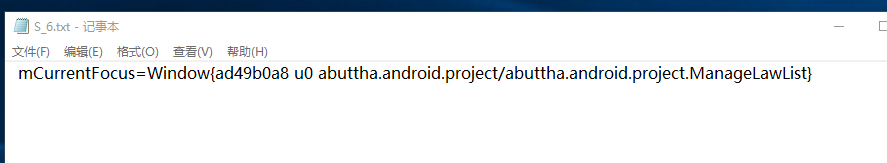 S_6.txt - 记事本
文件(F) 编辑(E) 格式(O) 查看(V) 帮助(H)
mCurrentFocus=Window{ad49b0a8 u0 abuttha.android.project/abuttha.android.project.ManageLawList}